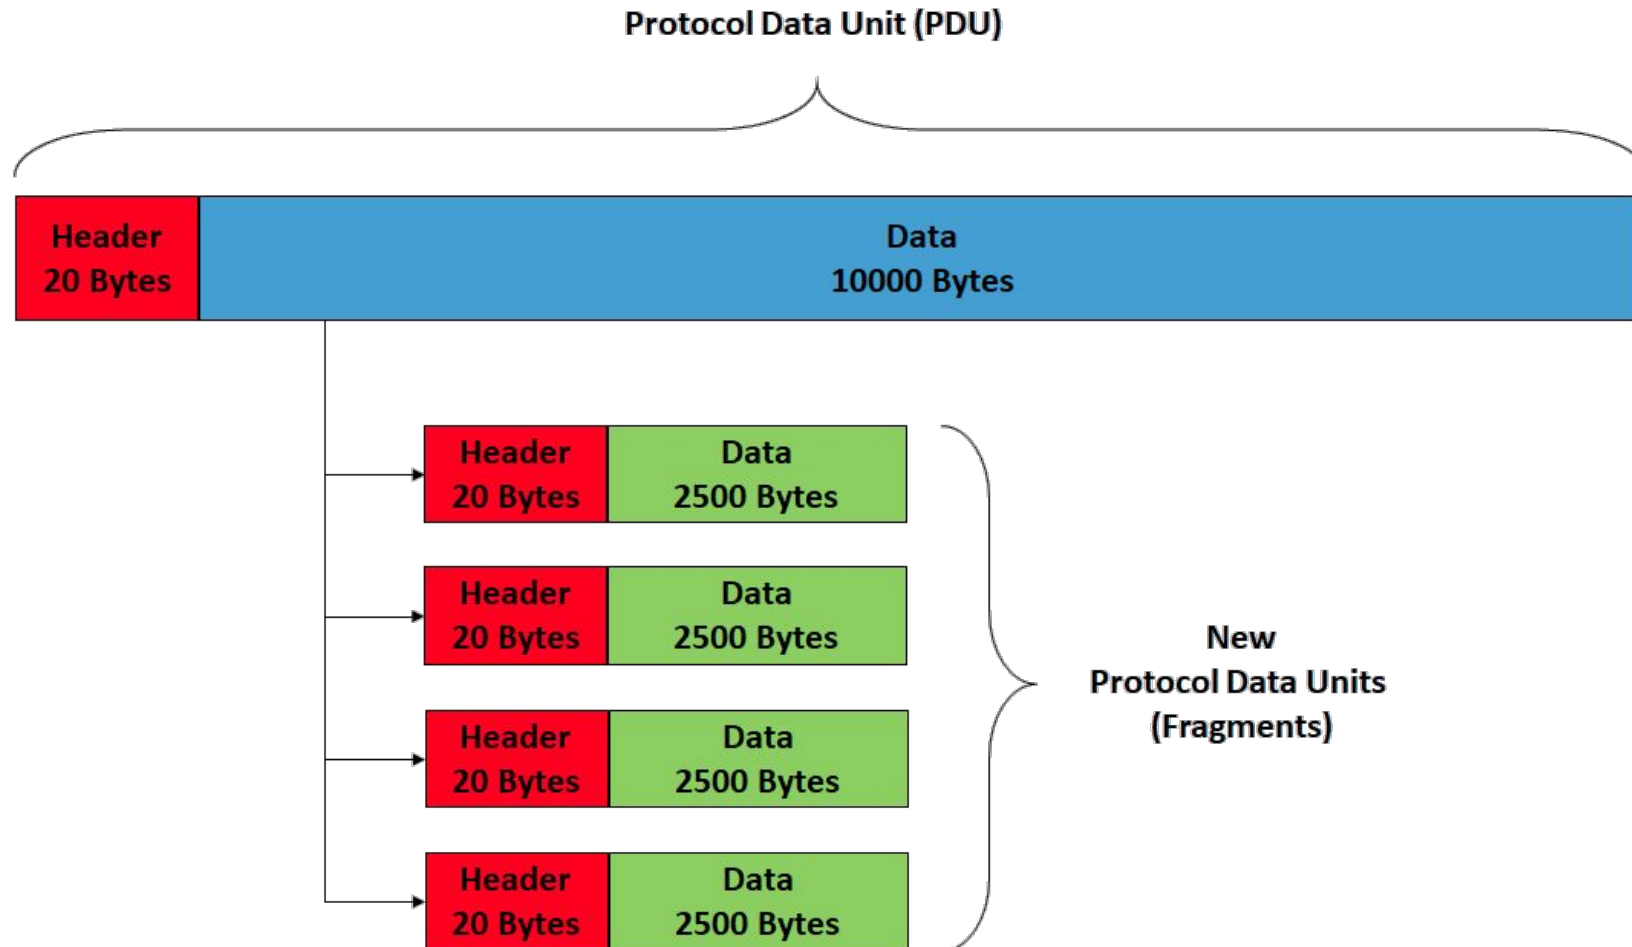 Protocol Data Unit (PDU)
Header
20 Bytes
Data
10000 Bytes
Header
20 Bytes
Data
2500 Bytes
Header
20 Bytes
Data
2500 Bytes
New
Protocol Data Units
(Fragments)
Header
20 Bytes
Data
2500 Bytes
Header
20 Bytes
Data
2500 Bytes